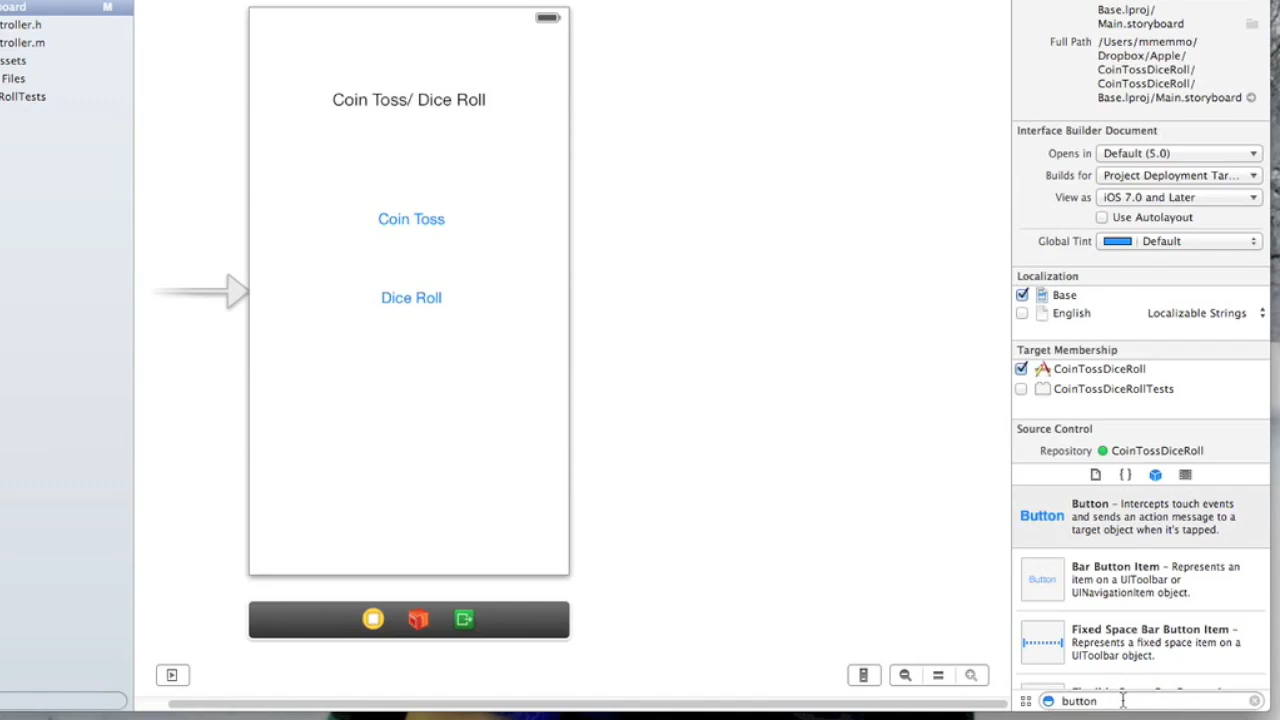 board M
troller.h
troller.m
ssets
Files
RollTests
Coin Toss/ Dice Roll
Coin Toss
Dice Roll
Base.lproj/
Main.storyboard
Full Path /Users/mmemmo/
Dropbox/Apple/
CoinTossDiceRoll/
CoinTossDiceRoll/
Base.lproj/Main.storyboard
Interface Builder Document
Opens in Default (5.0)
Builds for Project Deployment Tar...
View as iOS 7.0 and Later
Use Autolayout
Global Tint Default
Localization
Base
English Localizable Strings
Target Membership
CoinTossDiceRoll
CoinTossDiceRollTests
Source Control
Repository CoinTossDiceRoll
Button Button – Intercepts touch events
and sends an action message to a
target object when it's tapped.
Button Bar Button Item – Represents an
item on a UIToolbar or
UINavigationItem object.
Fixed Space Bar Button Item –
Represents a fixed space item on a
UIToolbar object.
button